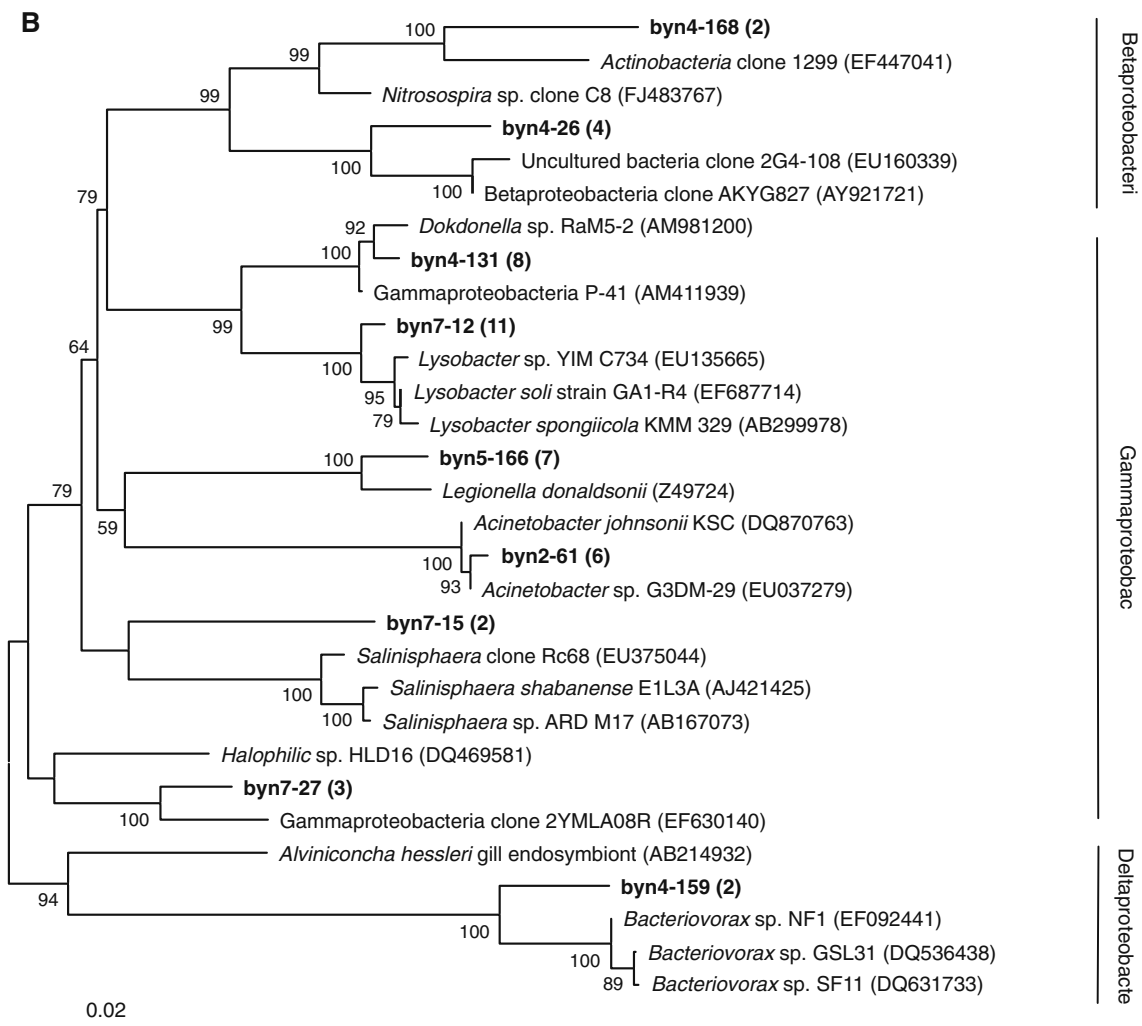 B
100
byn4-168 (2)
99
Actinobacteria clone 1299 (EF447041)
Nitrosospira sp. clone C8 (FJ483767)
99
byn4-26 (4)
100
Uncultured bacteria clone 2G4-108 (EU160339)
100
Betaproteobacteria clone AKYG827 (AY921721)
Betaproteobacteri
79
92
Dokdonella sp. RaM5-2 (AM981200)
100
byn4-131 (8)
Gammaproteobacteria P-41 (AM411939)
99
byn7-12 (11)
64
100
Lysobacter sp. YIM C734 (EU135665)
95
Lysobacter soli strain GA1-R4 (EF687714)
79
Lysobacter spongiicola KMM 329 (AB299978)
100
byn5-166 (7)
79
Legionella donaldsonii (Z49724)
59
Acinetobacter johnsonii KSC (DQ870763)
100
byn2-61 (6)
93
Acinetobacter sp. G3DM-29 (EU037279)
byn7-15 (2)
Salinisphaera clone Rc68 (EU375044)
100
Salinisphaera shabanense E1L3A (AJ421425)
100
Salinisphaera sp. ARD M17 (AB167073)
Halophilic sp. HLD16 (DQ469581)
byn7-27 (3)
100
Gammaproteobacteria clone 2YMLA08R (EF630140)
Gammaproteobac
Alviniconcha hessleri gill endosymbiont (AB214932)
94
byn4-159 (2)
100
Bacteriovorax sp. NF1 (EF092441)
100
Bacteriovorax sp. GSL31 (DQ536438)
89
Bacteriovorax sp. SF11 (DQ631733)
Deltaproteobacte
0.02